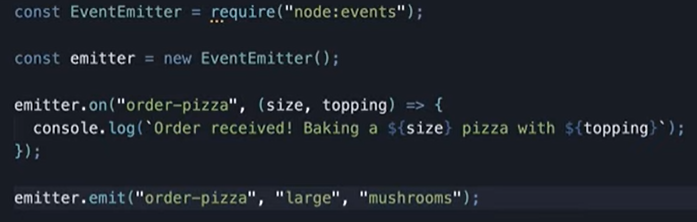 const EventEmitter = require("node:events");
const emitter = new EventEmitter();
emitter.on("order-pizza", (size, topping) => {
console.log(`Order received! Baking a ${size} pizza with ${topping}`);
});
emitter.emit("order-pizza", "large", "mushrooms");